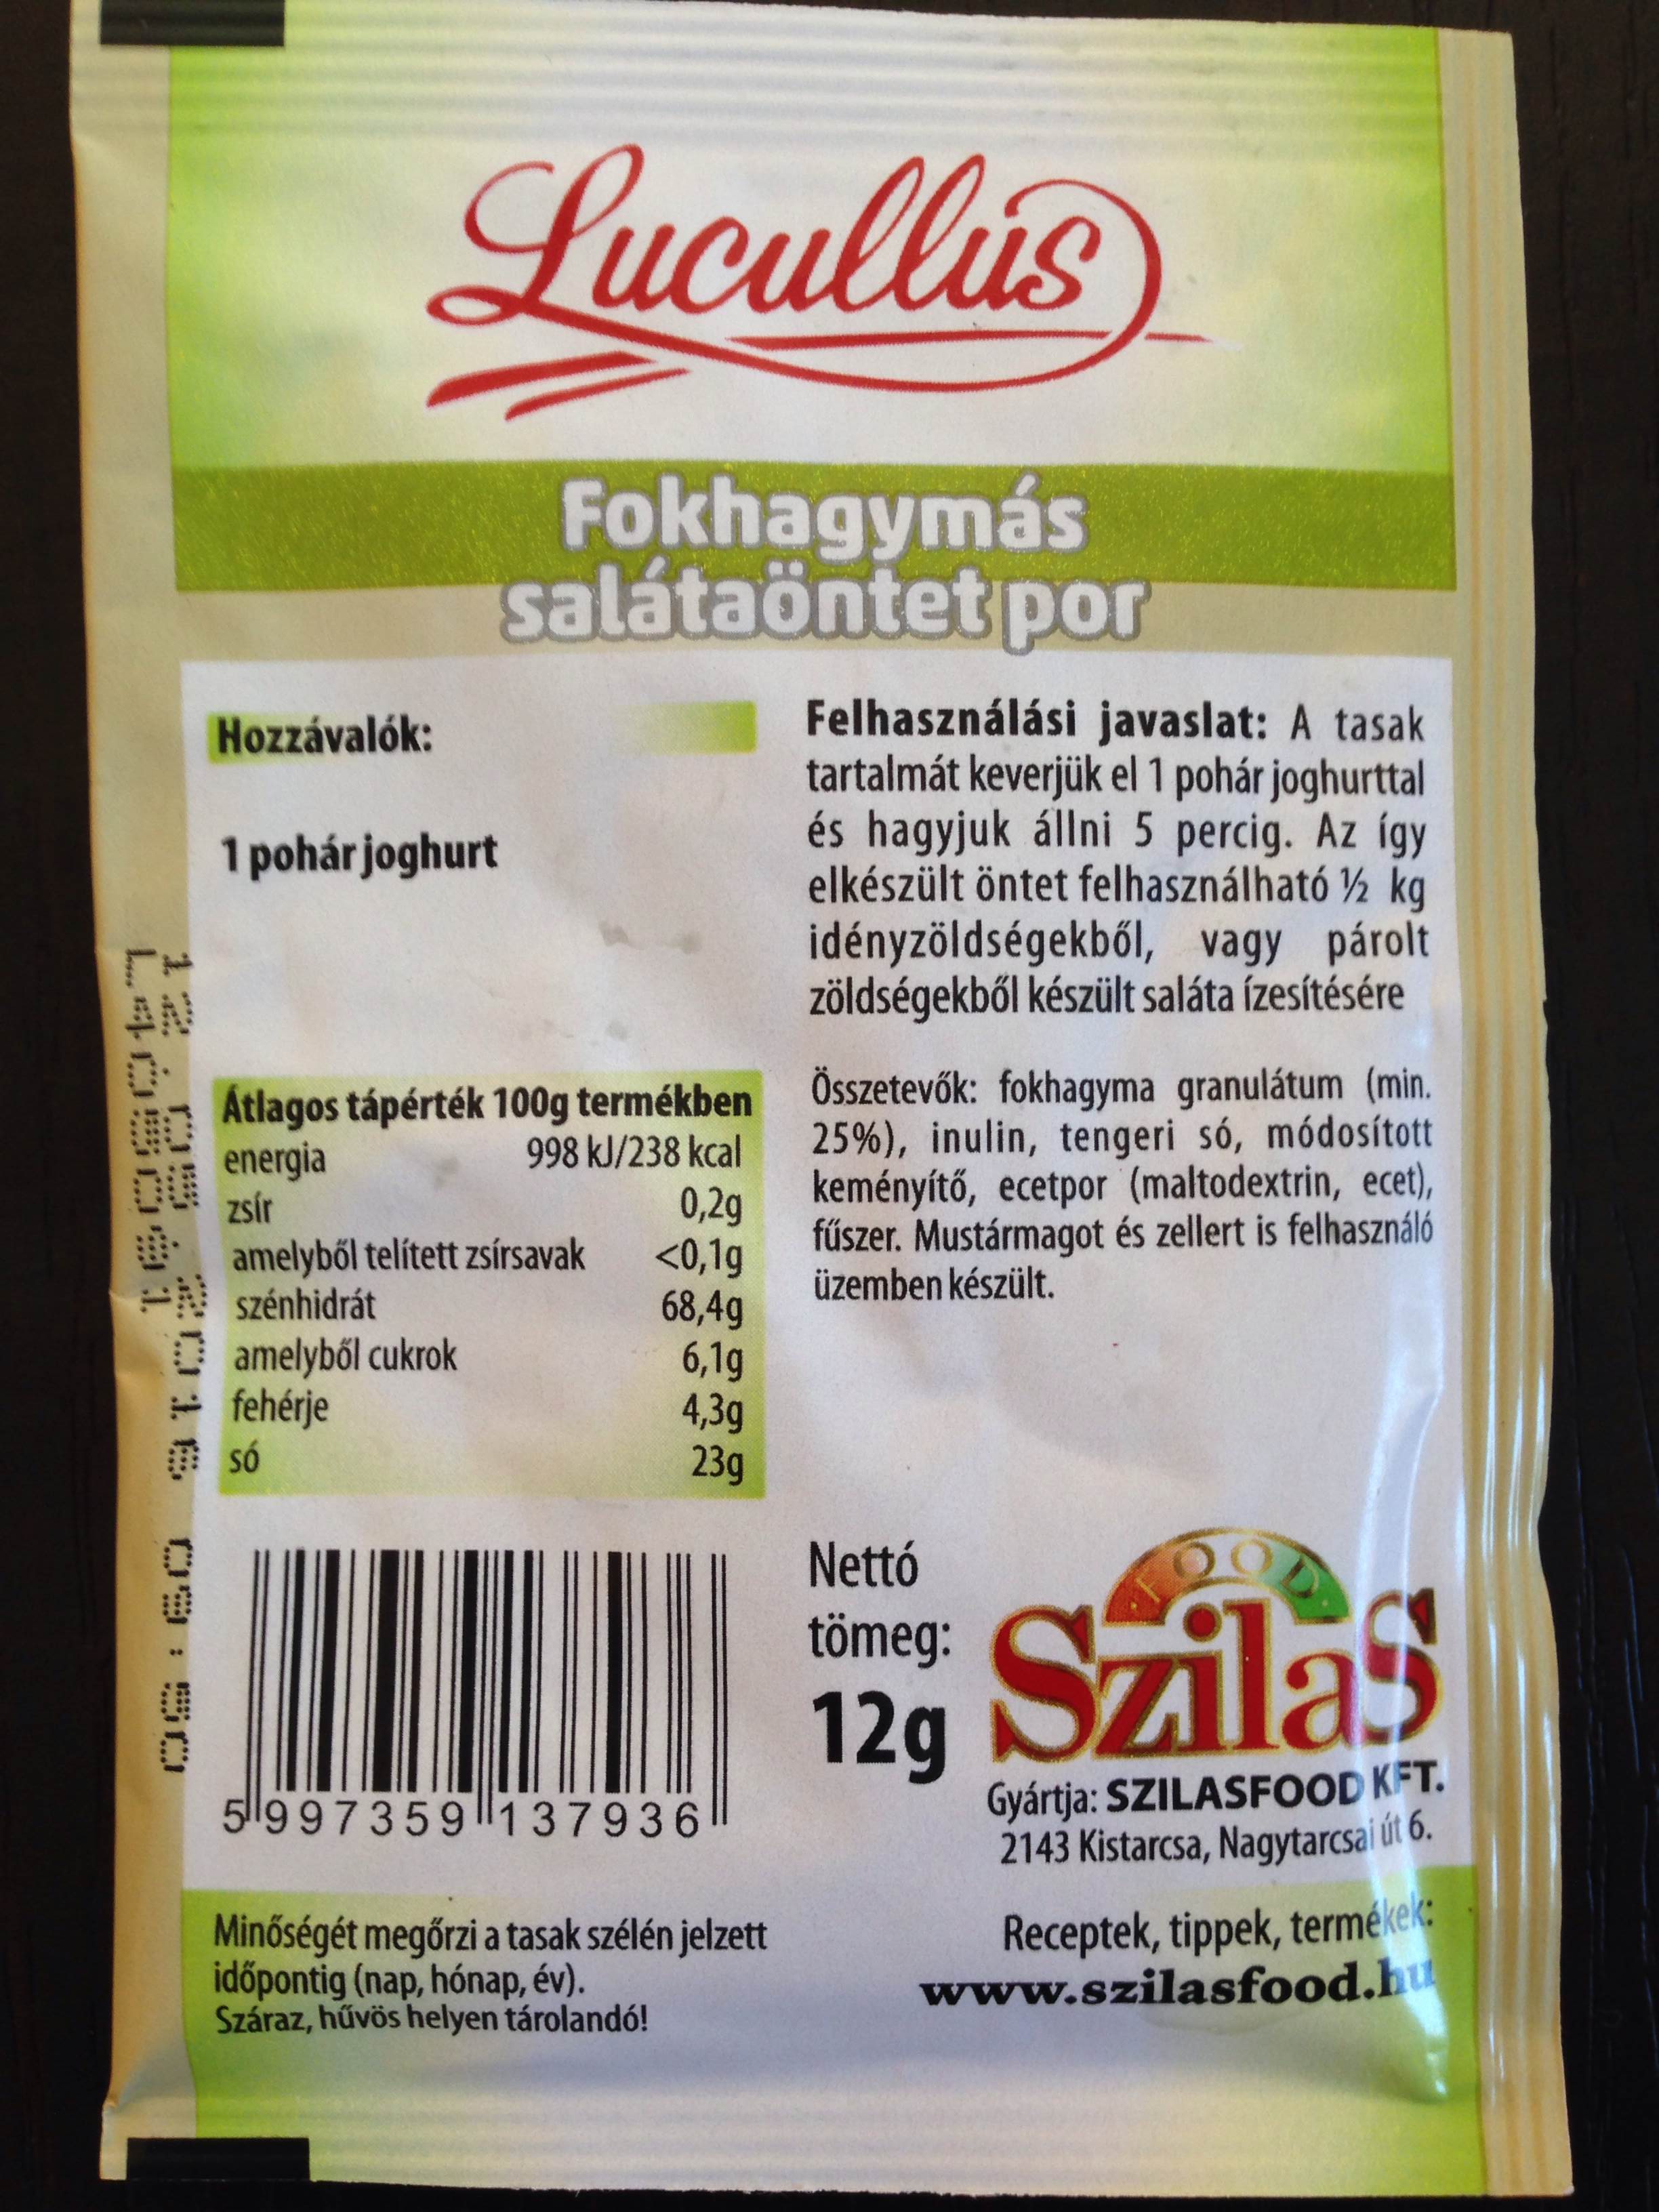 Lucullus
Fokhagymás
salátaöntet por
Hozzávalók:
1 pohár joghurt
Felhasználási javaslat: A tasak
tartalmát keverjük el 1 pohár joghurttal
és hagyjuk állni 5 percig. Az így
elkészült öntet felhasználható ½ kg
idényzöldségekből, vagy párolt
zöldségekből készült saláta ízesítésére
Átlagos tápérték 100g termékben
energia 998 kJ/238 kcal
zsír 0,2g
amelyből telített zsírsavak <0,1g
szénhidrát 68,4g
amelyből cukrok 6,1g
fehérje 4,3g
só 23g
Összetevők: fokhagyma granulátum (min.
25%), inulin, tengeri só, módosított
keményítő, ecetpor (maltodextrin, ecet),
fűszer. Mustármagot és zellert is felhasználó
üzemben készült.
5 997359 137936
Nettó
tömeg:
12g
FOOD
Szilas
Gyártja: SZILASFOOD KFT.
2143 Kistarcsa, Nagytarcsai út 6.
Minőségét megőrzi a tasak szélén jelzett
időpontig (nap, hónap, év).
Száraz, hűvös helyen tárolandó!
Receptek, tippek, termékek:
www.szilasfood.hu